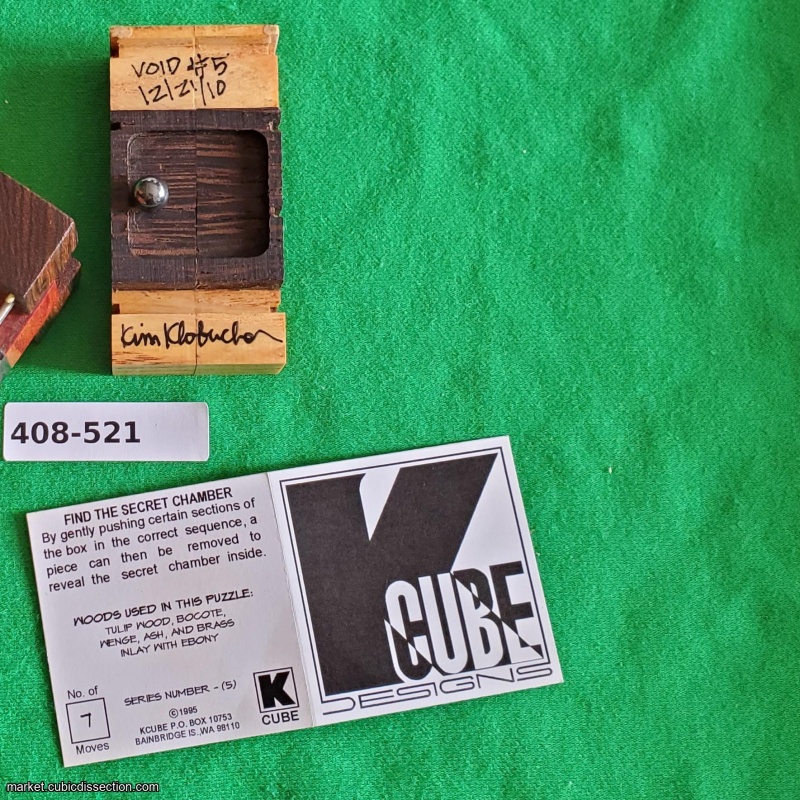 VOID #5
12/21/10
Kim Klobucher
408-521
FIND THE SECRET CHAMBER
By gently pushing certain sections of
the box in the correct sequence, a
piece can then be removed to
reveal the secret chamber inside.
WOODS USED IN THIS PUZZLE:
TULIP WOOD, BOCOTE,
WENGE, ASH, AND BRASS
INLAY WITH EBONY
No. of
7
Moves
SERIES NUMBER - (5)
©1995
KCUBE P.O. BOX 10753
BAINBRIDGE IS., WA 98110
K
CUBE
K
CUBE
DESIGNS
market.cubicdissection.com